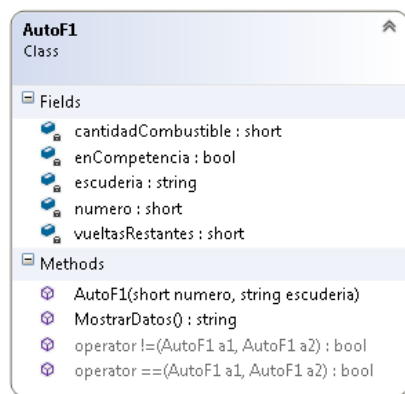 AutoF1
Class
Fields
cantidadCombustible : short
enCompetencia : bool
escuderia : string
numero : short
vueltasRestantes : short
Methods
AutoF1(short numero, string escuderia)
MostrarDatos() : string
operator !=(AutoF1 a1, AutoF1 a2) : bool
operator ==(AutoF1 a1, AutoF1 a2) : bool